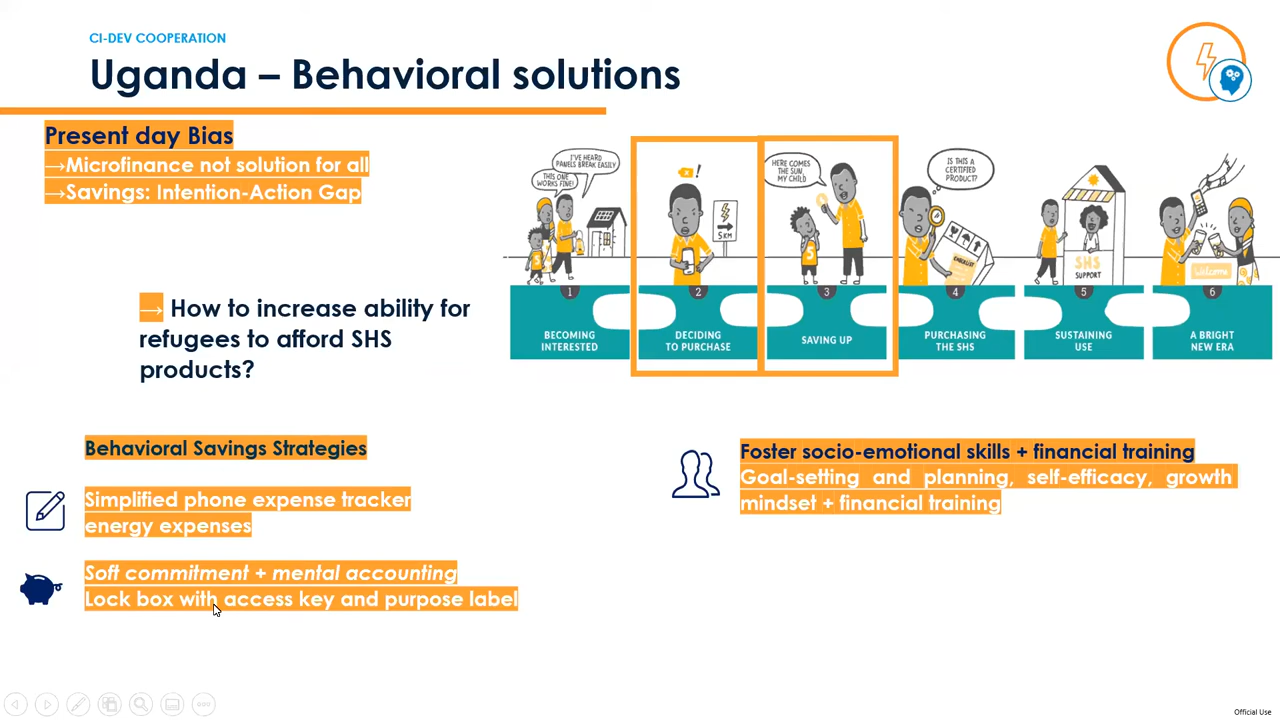 CI-DEV COOPERATION
Uganda – Behavioral solutions
Present day Bias
→Microfinance not solution for all
→Savings: Intention-Action Gap
→ How to increase ability for
refugees to afford SHS
products?
I'VE HEARD
PANELS BREAK EASILY
THIS ONE
WORKS FINE!
!
5 KM
HERE COMES
THE SUN,
MY CHILD
IS THIS A
CERTIFIED
PRODUCT?
CHECKLIST
SHS
SUPPORT
Welcome
S
S
1
BECOMING
INTERESTED
2
DECIDING
TO PURCHASE
3
SAVING UP
4
PURCHASING
THE SHS
5
SUSTAINING
USE
6
A BRIGHT
NEW ERA
Behavioral Savings Strategies
Simplified phone expense tracker
energy expenses
Soft commitment + mental accounting
Lock box with access key and purpose label
Foster socio-emotional skills + financial training
Goal-setting and planning, self-efficacy, growth
mindset + financial training
Official Use